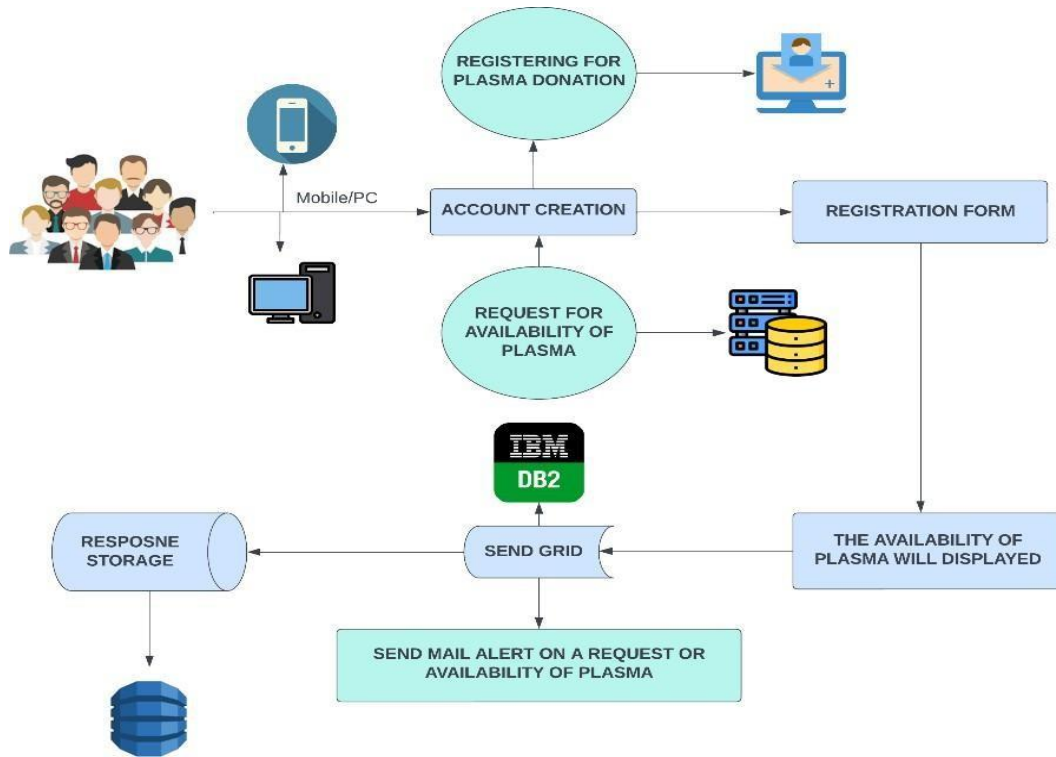 REGISTERING FOR
PLASMA DONATION
Mobile/PC
ACCOUNT CREATION
REGISTRATION FORM
REQUEST FOR
AVAILABILITY OF
PLASMA
IBM
DB2
RESPOSNE
STORAGE
SEND GRID
THE AVAILABILITY OF
PLASMA WILL DISPLAYED
SEND MAIL ALERT ON A REQUEST OR
AVAILABILITY OF PLASMA